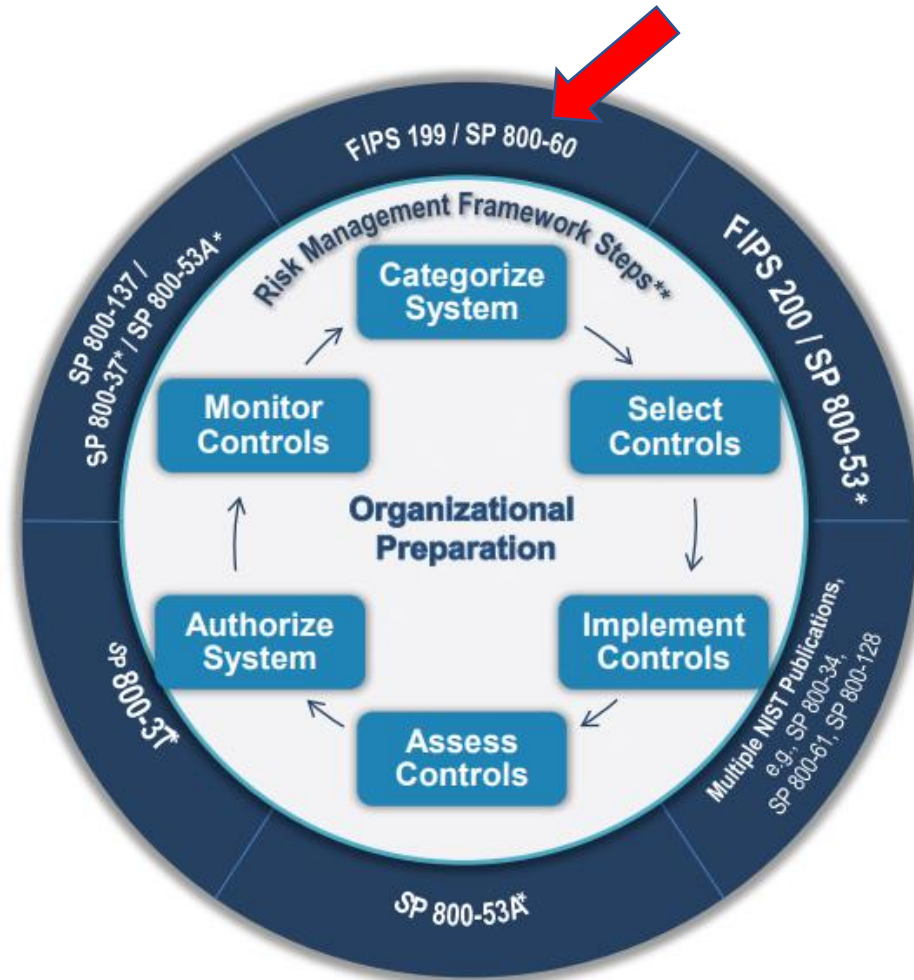 FIPS 199 / SP 800-60
Risk Management Framework Steps**
Categorize
System
FIPS 200 / SP 800-53*
Select
Controls
Multiple NIST Publications,
e.g., SP 800-34,
SP 800-61, SP 800-128
Implement
Controls
SP 800-53A*
Assess
Controls
SP 800-37*
Authorize
System
SP 800-137 /
SP 800-37* / SP 800-53A*
Monitor
Controls
Organizational
Preparation